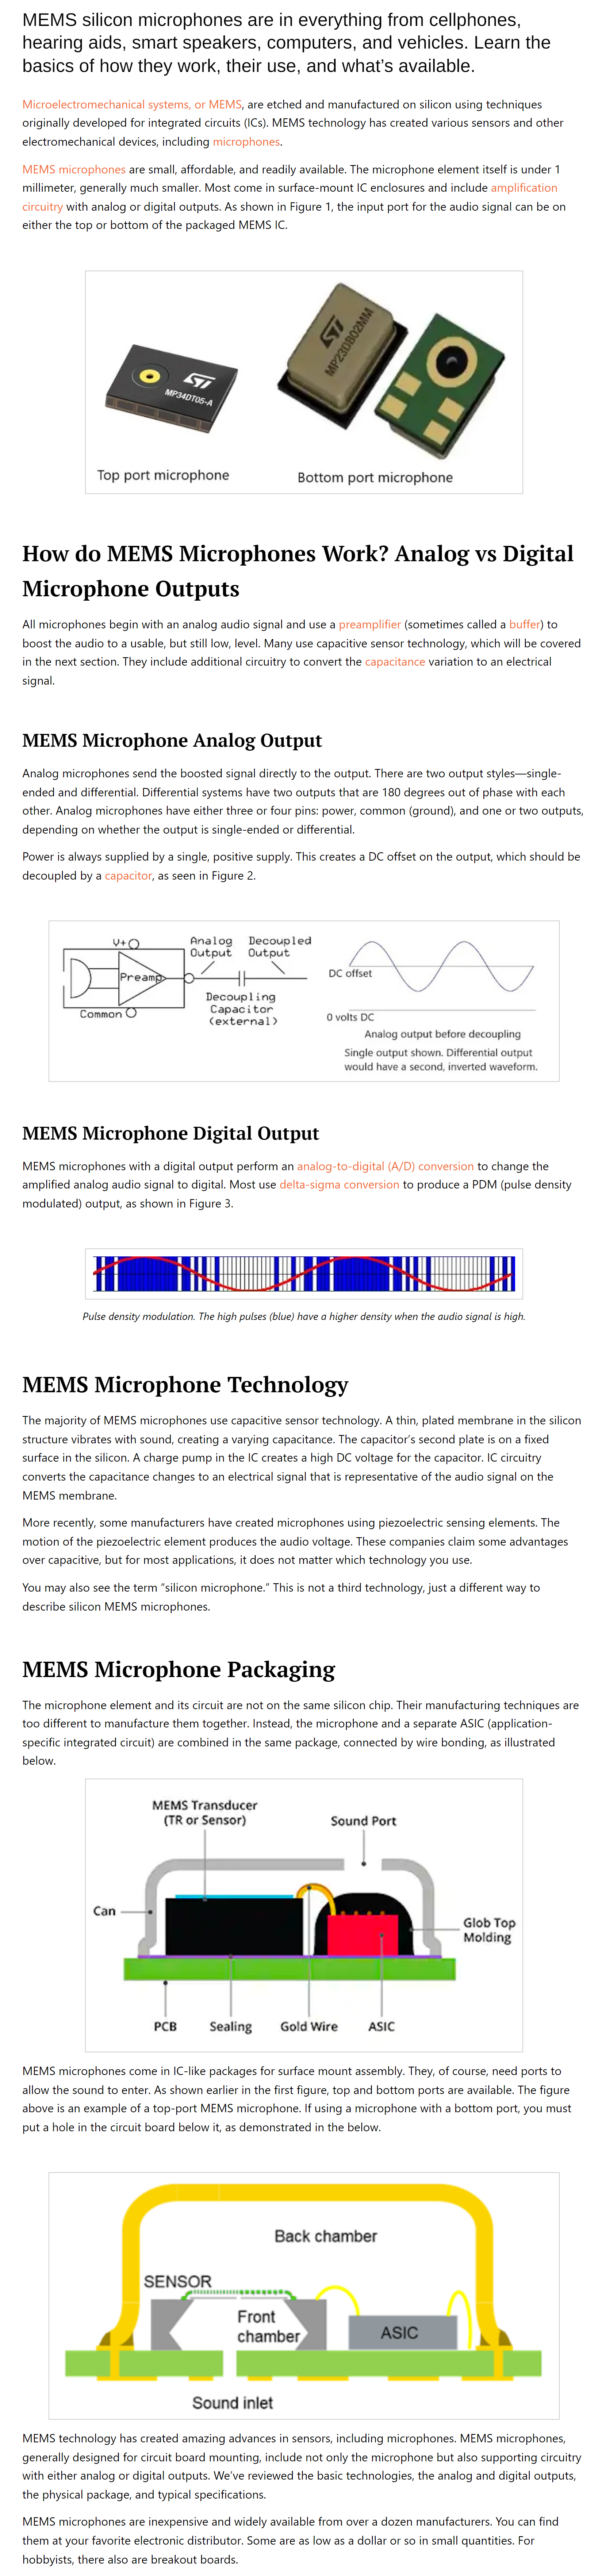 MEMS silicon microphones are in everything from cellphones,
hearing aids, smart speakers, computers, and vehicles. Learn the
basics of how they work, their use, and what's available.
Microelectromechanical systems, or MEMS, are etched and manufactured on silicon using techniques
originally developed for integrated circuits (ICs). MEMS technology has created various sensors and other
electromechanical devices, including microphones.
MEMS microphones are small, affordable, and readily available. The microphone element itself is under 1
millimeter, generally much smaller. Most come in surface-mount IC enclosures and include amplification
circuitry with analog or digital outputs. As shown in Figure 1, the input port for the audio signal can be on
either the top or bottom of the packaged MEMS IC.
ST
MP34DT05-A
ST
MP23DB02MM
Top port microphone
Bottom port microphone
How do MEMS Microphones Work? Analog vs Digital
Microphone Outputs
All microphones begin with an analog audio signal and use a preamplifier (sometimes called a buffer) to
boost the audio to a usable, but still low, level. Many use capacitive sensor technology, which will be covered
in the next section. They include additional circuitry to convert the capacitance variation to an electrical
signal.
MEMS Microphone Analog Output
Analog microphones send the boosted signal directly to the output. There are two output styles—single-
ended and differential. Differential systems have two outputs that are 180 degrees out of phase with each
other. Analog microphones have either three or four pins: power, common (ground), and one or two outputs,
depending on whether the output is single-ended or differential.
Power is always supplied by a single, positive supply. This creates a DC offset on the output, which should be
decoupled by a capacitor, as seen in Figure 2.
V+
Preamp
Common
Analog
Output
Decoupled
Output
Decoupling
Capacitor
(external)
DC offset
0 volts DC
Analog output before decoupling
Single output shown. Differential output
would have a second, inverted waveform.
MEMS Microphone Digital Output
MEMS microphones with a digital output perform an analog-to-digital (A/D) conversion to change the
amplified analog audio signal to digital. Most use delta-sigma conversion to produce a PDM (pulse density
modulated) output, as shown in Figure 3.
Pulse density modulation. The high pulses (blue) have a higher density when the audio signal is high.
MEMS Microphone Technology
The majority of MEMS microphones use capacitive sensor technology. A thin, plated membrane in the silicon
structure vibrates with sound, creating a varying capacitance. The capacitor's second plate is on a fixed
surface in the silicon. A charge pump in the IC creates a high DC voltage for the capacitor. IC circuitry
converts the capacitance changes to an electrical signal that is representative of the audio signal on the
MEMS membrane.
More recently, some manufacturers have created microphones using piezoelectric sensing elements. The
motion of the piezoelectric element produces the audio voltage. These companies claim some advantages
over capacitive, but for most applications, it does not matter which technology you use.
You may also see the term “silicon microphone.” This is not a third technology, just a different way to
describe silicon MEMS microphones.
MEMS Microphone Packaging
The microphone element and its circuit are not on the same silicon chip. Their manufacturing techniques are
too different to manufacture them together. Instead, the microphone and a separate ASIC (application-
specific integrated circuit) are combined in the same package, connected by wire bonding, as illustrated
below.
MEMS Transducer
(TR or Sensor)
Sound Port
Can
Glob Top
Molding
PCB
Sealing
Gold Wire
ASIC
MEMS microphones come in IC-like packages for surface mount assembly. They, of course, need ports to
allow the sound to enter. As shown earlier in the first figure, top and bottom ports are available. The figure
above is an example of a top-port MEMS microphone. If using a microphone with a bottom port, you must
put a hole in the circuit board below it, as demonstrated in the below.
Back chamber
SENSOR
Front
chamber
ASIC
Sound inlet
MEMS technology has created amazing advances in sensors, including microphones. MEMS microphones,
generally designed for circuit board mounting, include not only the microphone but also supporting circuitry
with either analog or digital outputs. We've reviewed the basic technologies, the analog and digital outputs,
the physical package, and typical specifications.
MEMS microphones are inexpensive and widely available from over a dozen manufacturers. You can find
them at your favorite electronic distributor. Some are as low as a dollar or so in small quantities. For
hobbyists, there also are breakout boards.